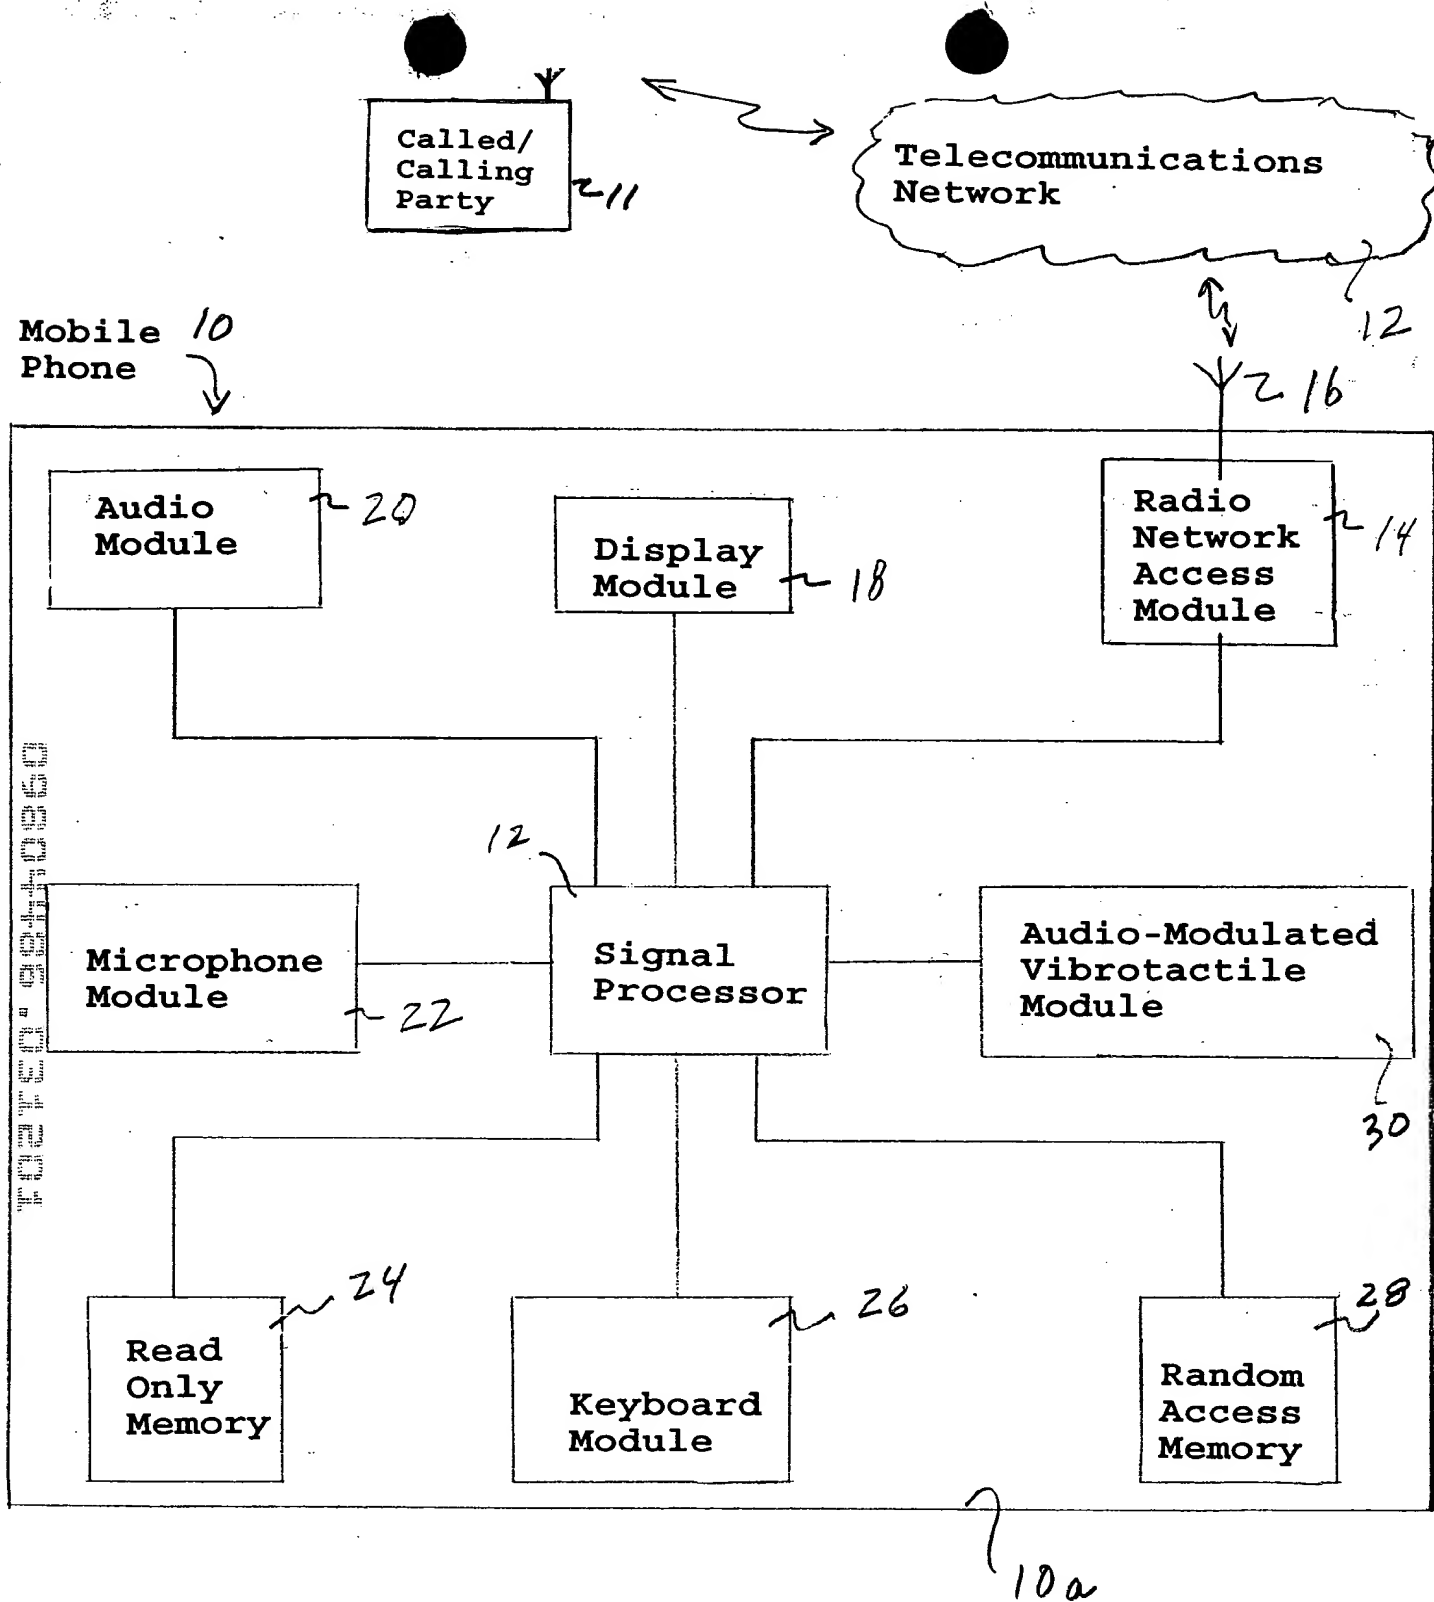 Called/
Calling
Party
11
Telecommunications
Network
12
Mobile 10
Phone
16
Audio
Module
20
Display
Module
18
Radio
Network
Access
Module
14
12
Microphone
Module
22
Signal
Processor
Audio-Modulated
Vibrotactile
Module
30
Read
Only
Memory
24
Keyboard
Module
26
Random
Access
Memory
28
10a